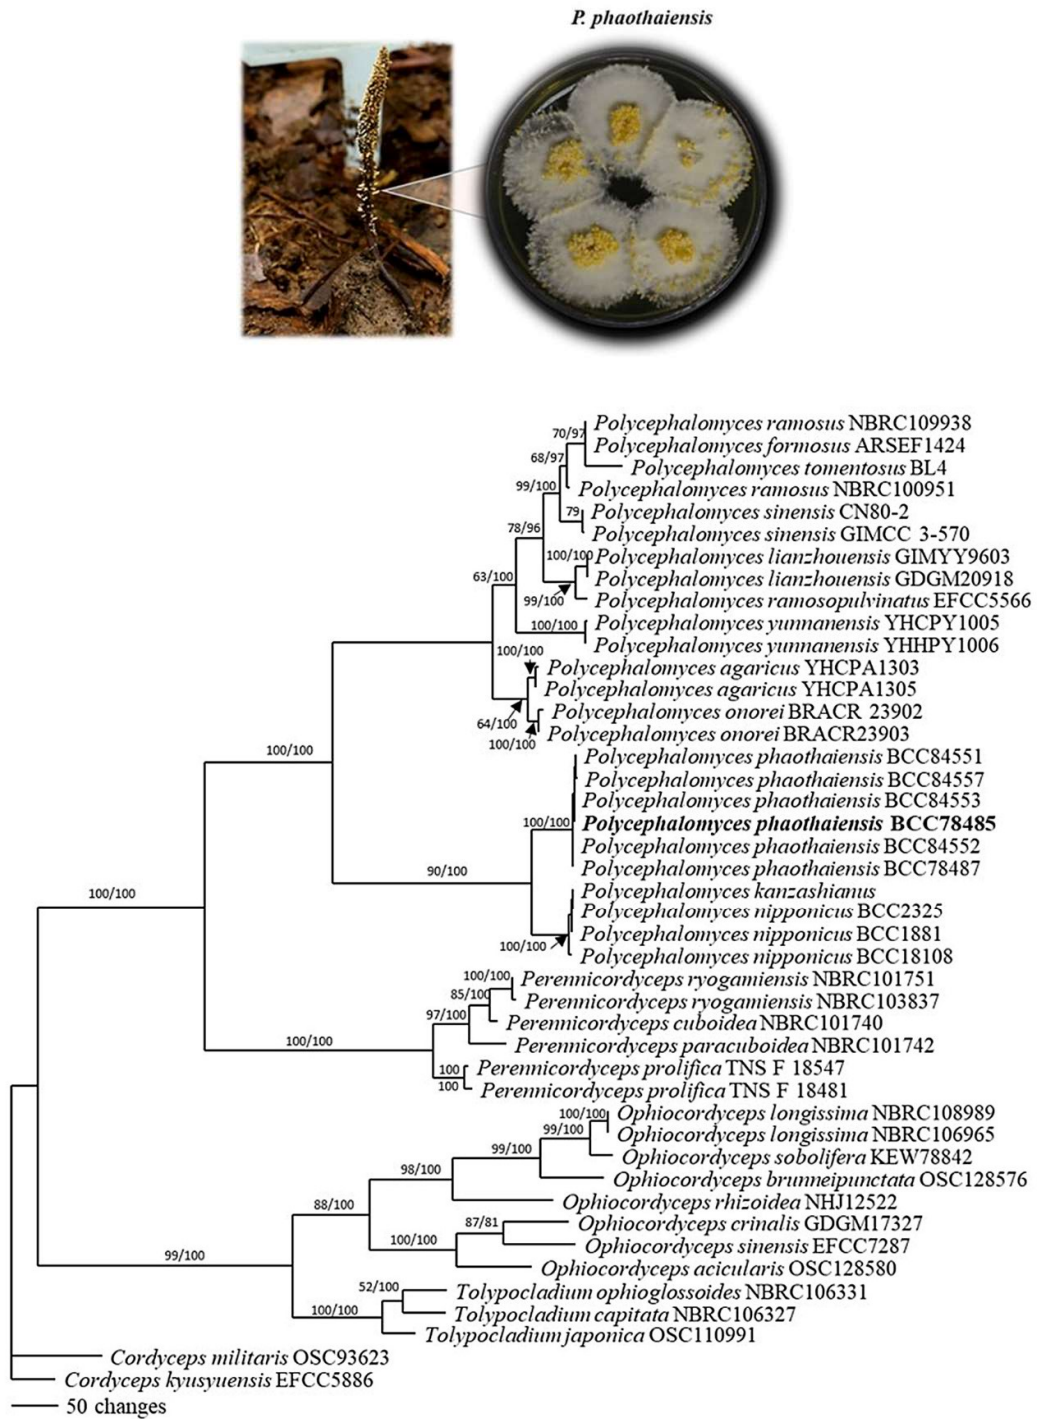 P. phaothaiensis
Polycephalomyces ramosus NBRC109938
70/97
Polycephalomyces formosus ARSEF1424
68/97
Polycephalomyces tomentosus BL4
99/100
Polycephalomyces ramosus NBRC100951
79
Polycephalomyces sinensis CN80-2
78/96
Polycephalomyces sinensis GIMCC 3-570
100/100
Polycephalomyces lianzhouensis GIMYY9603
63/100
Polycephalomyces lianzhouensis GDGM20918
99/100
Polycephalomyces ramosopulvinatus EFCC5566
100/100
Polycephalomyces yunnanensis YHCPY1005
Polycephalomyces yunnanensis YHHPY1006
100/100
Polycephalomyces agaricus YHCPA1303
Polycephalomyces agaricus YHCPA1305
64/100
Polycephalomyces onorei BRACR 23902
100/100
Polycephalomyces onorei BRACR23903
100/100
Polycephalomyces phaothaiensis BCC84551
Polycephalomyces phaothaiensis BCC84557
Polycephalomyces phaothaiensis BCC84553
100/100
Polycephalomyces phaothaiensis BCC78485
Polycephalomyces phaothaiensis BCC84552
90/100
Polycephalomyces phaothaiensis BCC78487
100/100
Polycephalomyces kanzashianus
Polycephalomyces nipponicus BCC2325
Polycephalomyces nipponicus BCC1881
100/100
Polycephalomyces nipponicus BCC18108
100/100
Perennicordyceps ryogamiensis NBRC101751
85/100
Perennicordyceps ryogamiensis NBRC103837
97/100
Perennicordyceps cuboidea NBRC101740
100/100
Perennicordyceps paracuboidea NBRC101742
100
Perennicordyceps prolifica TNS F 18547
100
Perennicordyceps prolifica TNS F 18481
100/100
Ophiocordyceps longissima NBRC108989
99/100
Ophiocordyceps longissima NBRC106965
99/100
Ophiocordyceps sobolifera KEW78842
98/100
Ophiocordyceps brunneipunctata OSC128576
88/100
Ophiocordyceps rhizoidea NHJ12522
87/81
Ophiocordyceps crinalis GDGM17327
100/100
Ophiocordyceps sinensis EFCC7287
99/100
Ophiocordyceps acicularis OSC128580
52/100
Tolypocladium ophioglossoides NBRC106331
100/100
Tolypocladium capitata NBRC106327
Tolypocladium japonica OSC110991
Cordyceps militaris OSC93623
Cordyceps kyusyuensis EFCC5886
50 changes